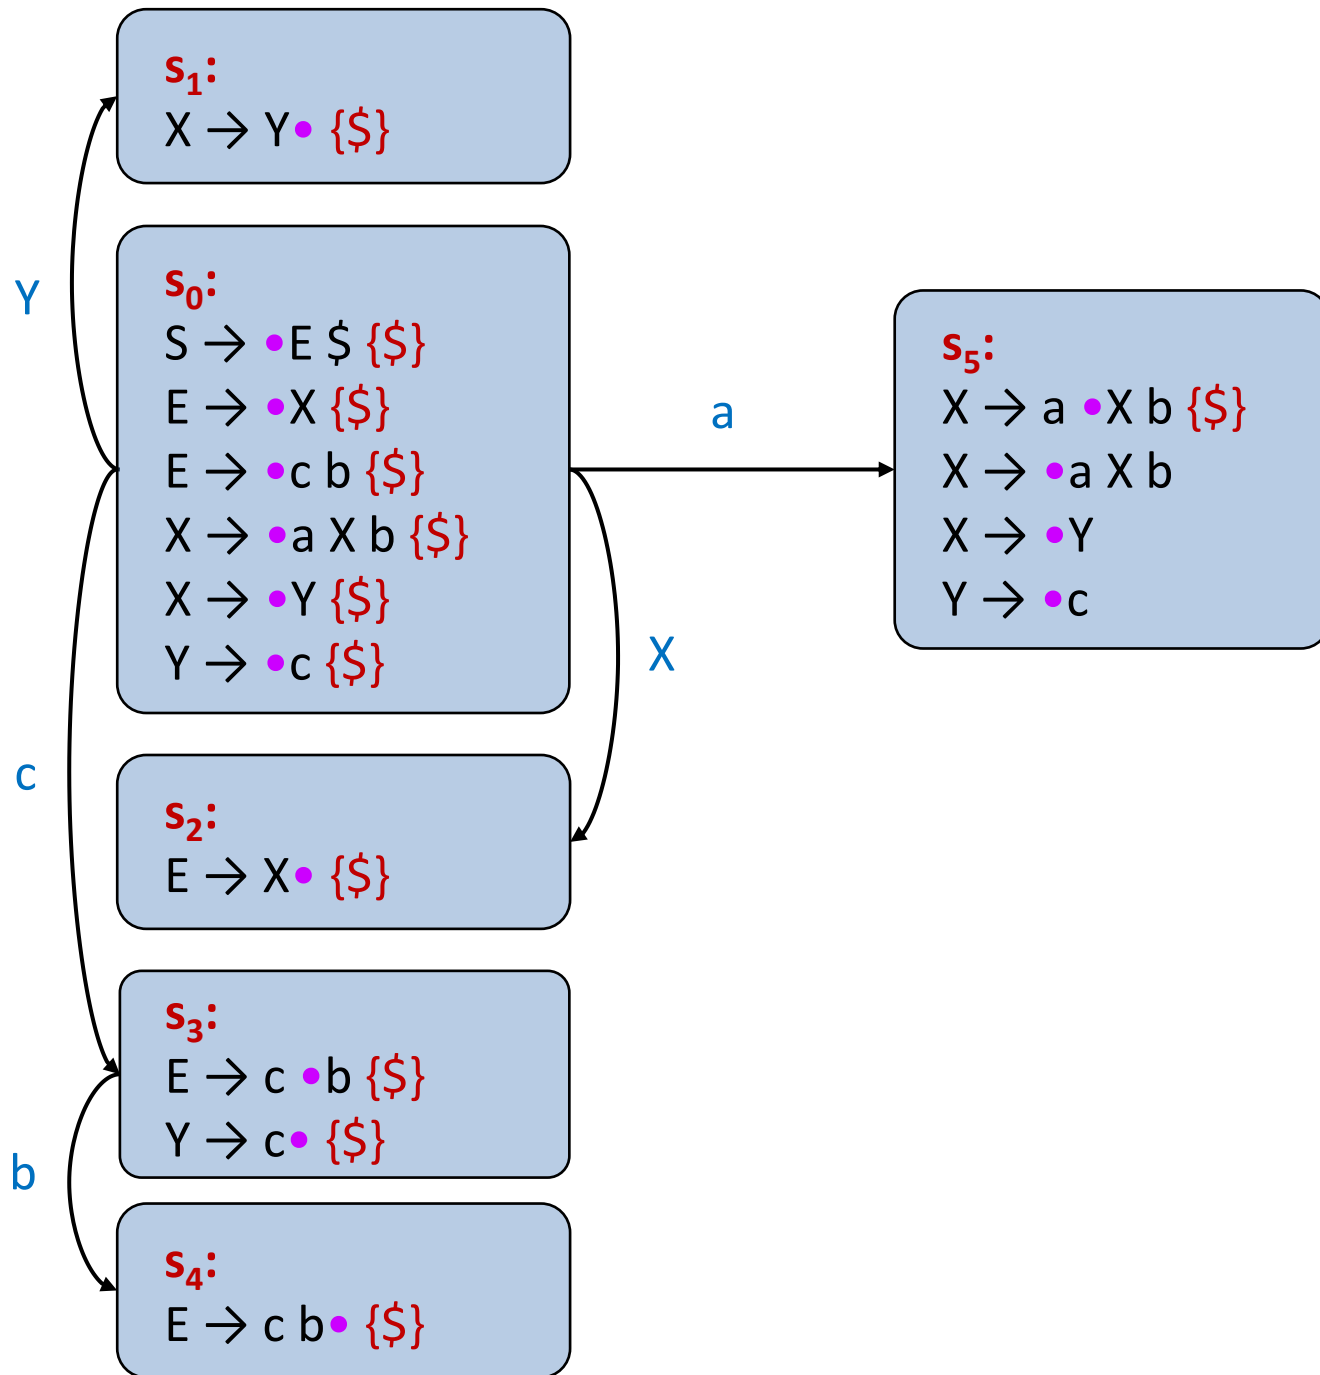 s₁:
X → Y• {$}
Y
s₀:
S → •E $ {$}
E → •X {$}
E → •c b {$}
X → •a X b {$}
X → •Y {$}
Y → •c {$}
a
s₅:
X → a •X b {$}
X → •a X b
X → •Y
Y → •c
X
c
s₂:
E → X• {$}
s₃:
E → c •b {$}
Y → c• {$}
b
s₄:
E → c b• {$}